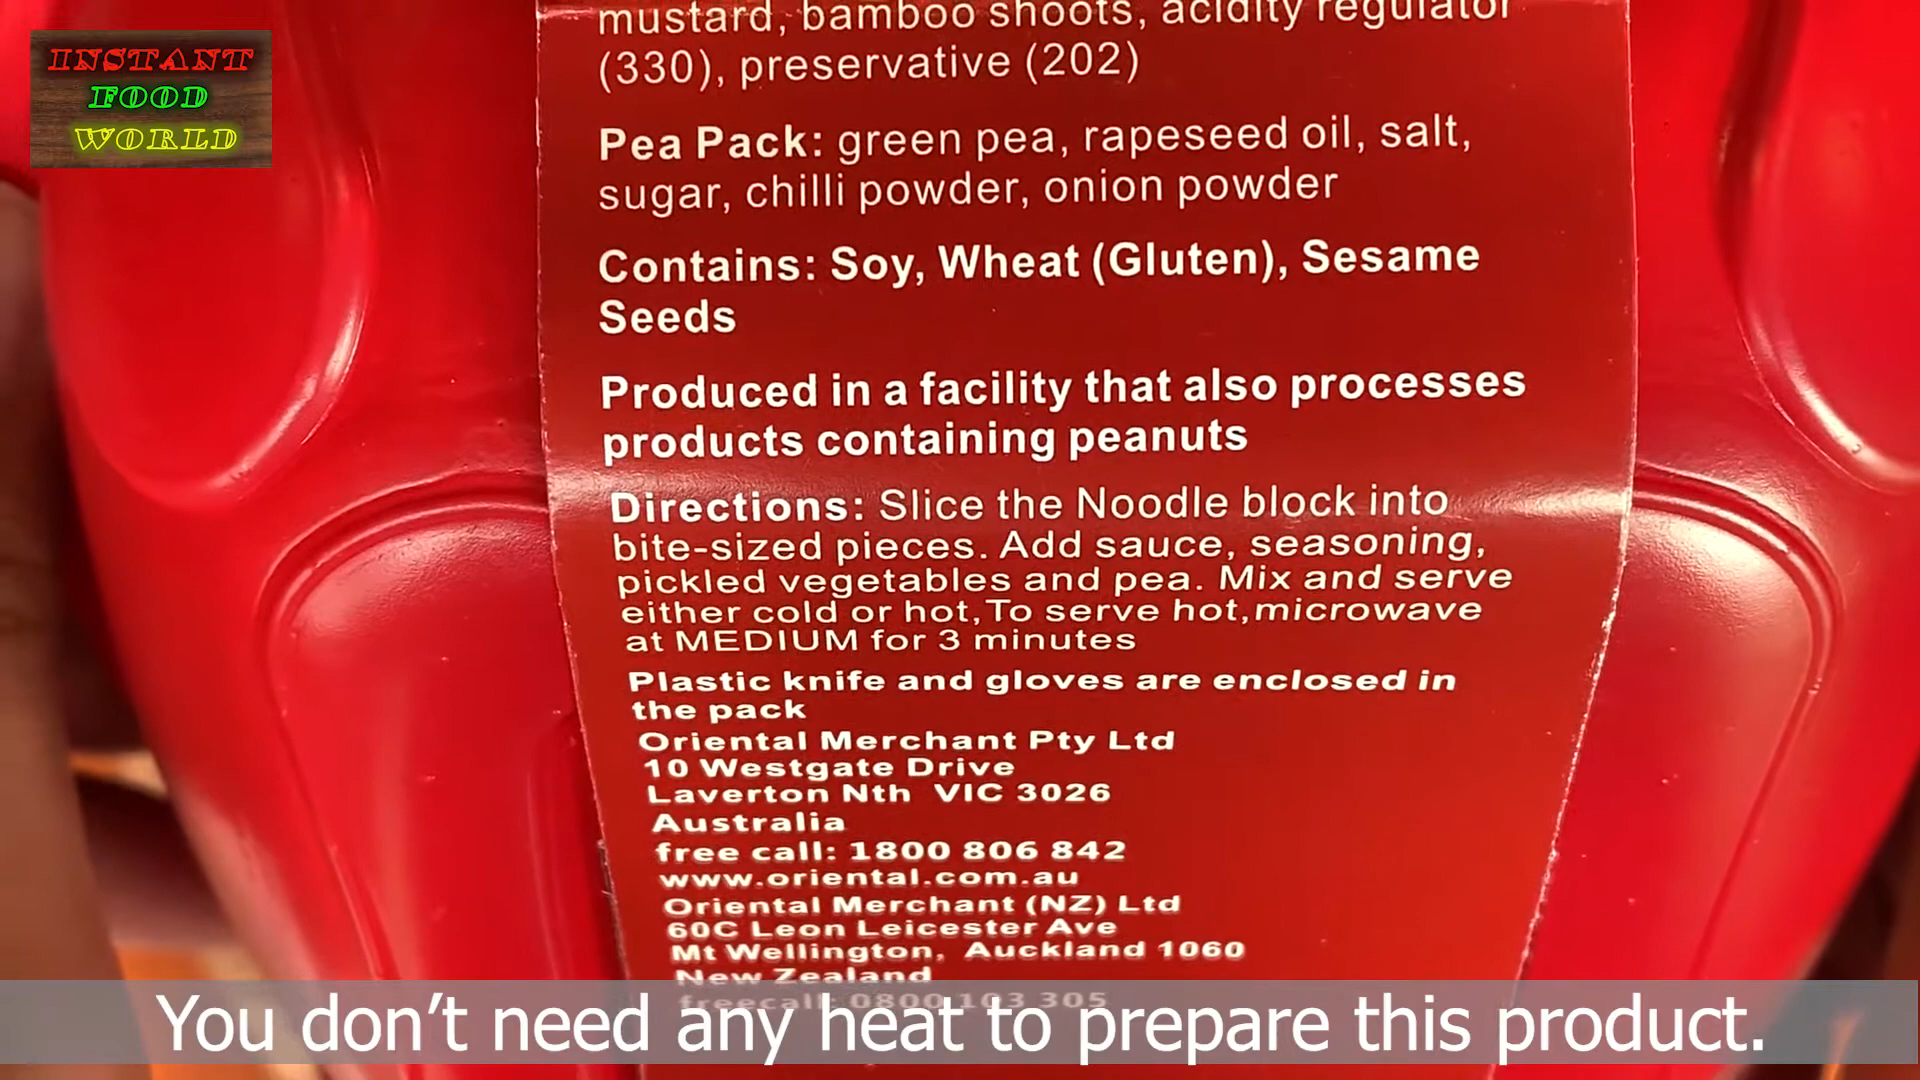 INSTANT
FOOD
WORLD
mustard, bamboo shoots, acidity regulator
(330), preservative (202)
Pea Pack: green pea, rapeseed oil, salt,
sugar, chilli powder, onion powder
Contains: Soy, Wheat (Gluten), Sesame
Seeds
Produced in a facility that also processes
products containing peanuts
Directions: Slice the Noodle block into
bite-sized pieces. Add sauce, seasoning,
pickled vegetables and pea. Mix and serve
either cold or hot,To serve hot,microwave
at MEDIUM for 3 minutes
Plastic knife and gloves are enclosed in
the pack
Oriental Merchant Pty Ltd
10 Westgate Drive
Laverton Nth VIC 3026
Australia
free call: 1800 806 842
www.oriental.com.au
Oriental Merchant (NZ) Ltd
60C Leon Leicester Ave
Mt Wellington, Auckland 1060
New Zealand
freecall: 0800 103 305
You don't need any heat to prepare this product.